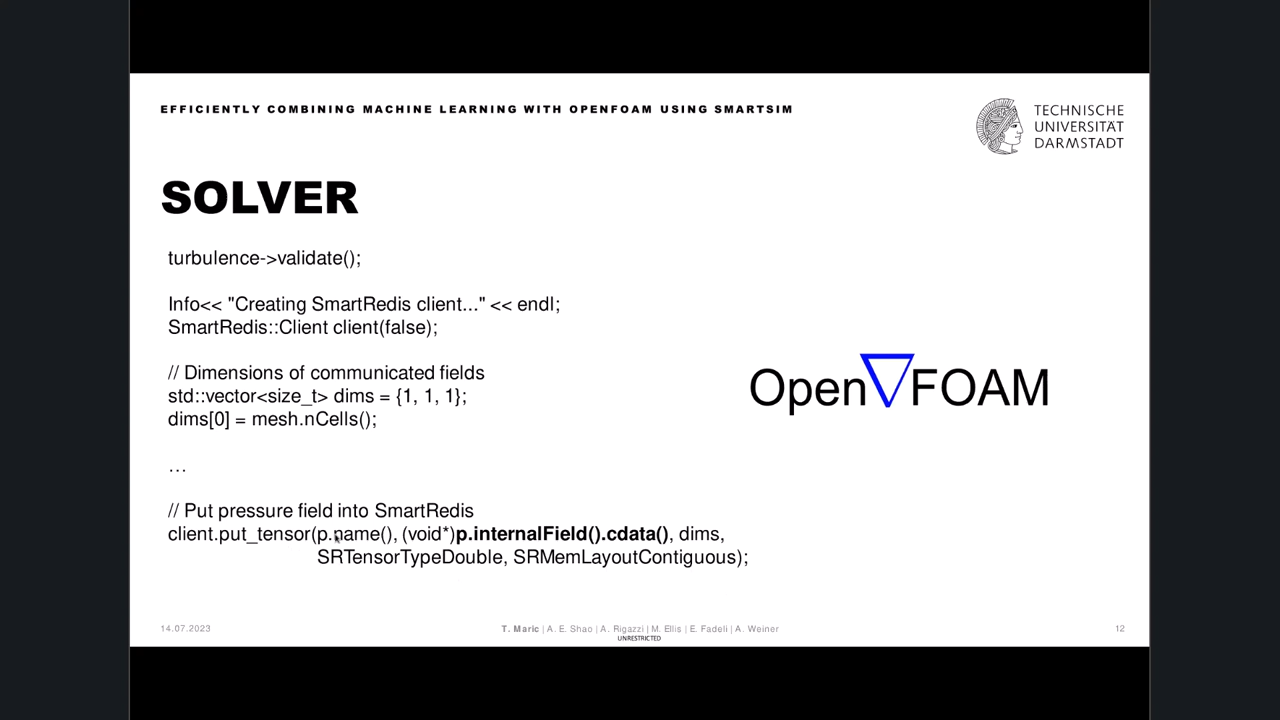 EFFICIENTLY COMBINING MACHINE LEARNING WITH OPENFOAM USING SMARTSIM
TECHNISCHE
UNIVERSITÄT
DARMSTADT
SOLVER
turbulence->validate();
Info<< "Creating SmartRedis client..." << endl;
SmartRedis::Client client(false);
// Dimensions of communicated fields
std::vector<size_t> dims = {1, 1, 1};
dims[0] = mesh.nCells();
…
// Put pressure field into SmartRedis
client.put_tensor(p.name(), (void*)p.internalField().cdata(), dims,
SRTensorTypeDouble, SRMemLayoutContiguous);
Open∇FOAM
14.07.2023
T. Maric | A. E. Shao | A. Rigazzi | M. Ellis | E. Fadeli | A. Weiner
UNRESTRICTED
12